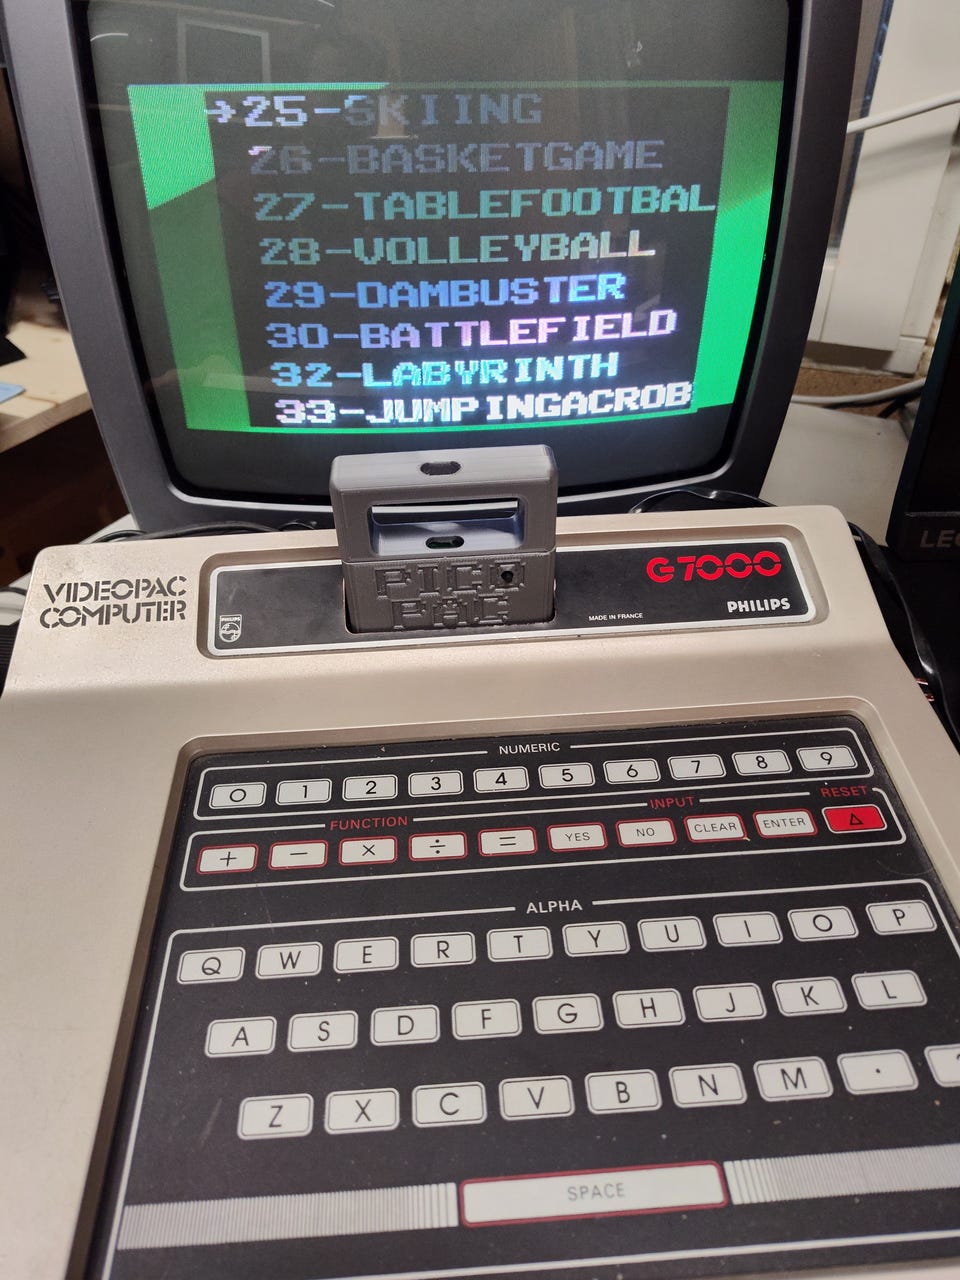 →25-SKIING
26-BASKETGAME
27-TABLEFOOTBAL
28-VOLLEYBALL
29-DAMBUSTER
30-BATTLEFIELD
32-LABYRINTH
33-JUMPINGACROB
VIDEOPAC
COMPUTER
PHILIPS
PICO
PAC
MADE IN FRANCE
G7000
PHILIPS
NUMERIC
0 1 2 3 4 5 6 7 8 9
FUNCTION INPUT RESET
+ − × ÷ = YES NO CLEAR ENTER △
ALPHA
Q W E R T Y U I O P
A S D F G H J K L
Z X C V B N M .
SPACE